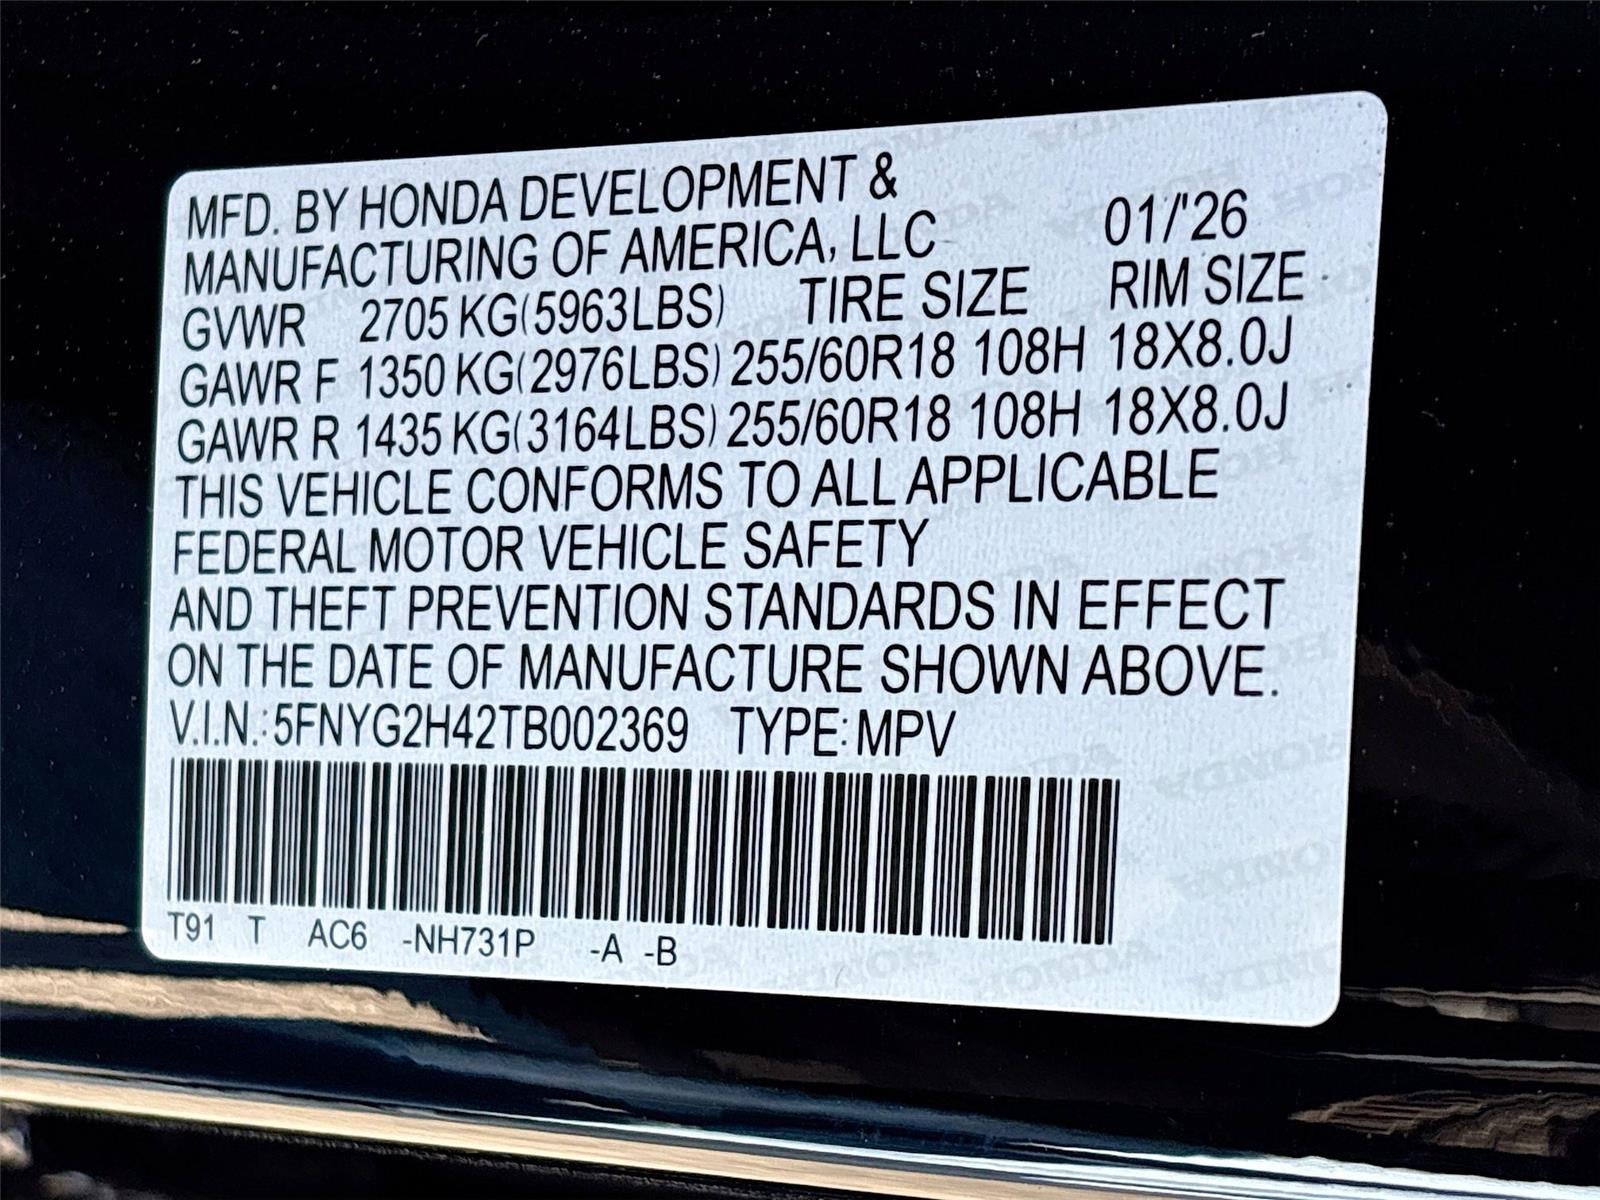 MFD. BY HONDA DEVELOPMENT &
MANUFACTURING OF AMERICA, LLC 01/'26
GVWR 2705 KG(5963LBS) TIRE SIZE RIM SIZE
GAWR F 1350 KG(2976LBS) 255/60R18 108H 18X8.0J
GAWR R 1435 KG(3164LBS) 255/60R18 108H 18X8.0J
THIS VEHICLE CONFORMS TO ALL APPLICABLE
FEDERAL MOTOR VEHICLE SAFETY
AND THEFT PREVENTION STANDARDS IN EFFECT
ON THE DATE OF MANUFACTURE SHOWN ABOVE.
V.I.N.:5FNYG2H42TB002369 TYPE:MPV
T91 T AC6 -NH731P -A -B